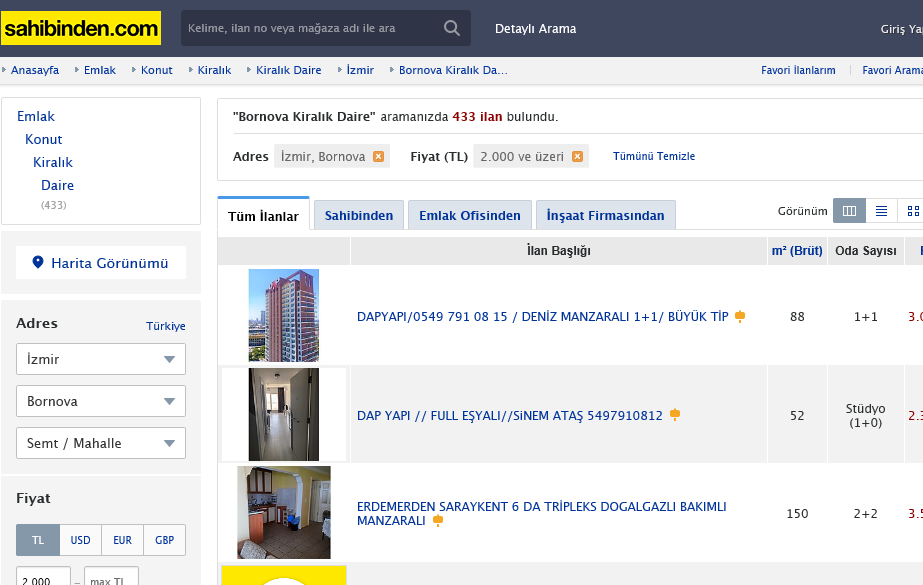 sahibinden.com
Kelime, ilan no veya mağaza adı ile ara
Detaylı Arama
Giriş Ya
Anasayfa
Emlak
Konut
Kiralık
Kiralık Daire
İzmir
Bornova Kiralık Da...
Favori İlanlarım
Favori Arama
Emlak
Konut
Kiralık
Daire
(433)
Harita Görünümü
Adres
Türkiye
İzmir
Bornova
Semt / Mahalle
Fiyat
TL USD EUR GBP
2.000 – max TL
"Bornova Kiralık Daire" aramanızda 433 ilan bulundu.
Adres İzmir, Bornova Fiyat (TL) 2.000 ve üzeri Tümünü Temizle
Tüm İlanlar
Sahibinden
Emlak Ofisinden
İnşaat Firmasından
Görünüm
İlan Başlığı m² (Brüt) Oda Sayısı
DAPYAPI/0549 791 08 15 / DENİZ MANZARALI 1+1/ BÜYÜK TİP
88
1+1
3.0
DAP YAPI // FULL EŞYALI//SiNEM ATAŞ 5497910812
52
Stüdyo
(1+0)
2.3
ERDEMERDEN SARAYKENT 6 DA TRİPLEKS DOGALGAZLI BAKIMLI
MANZARALI
150
2+2
3.5